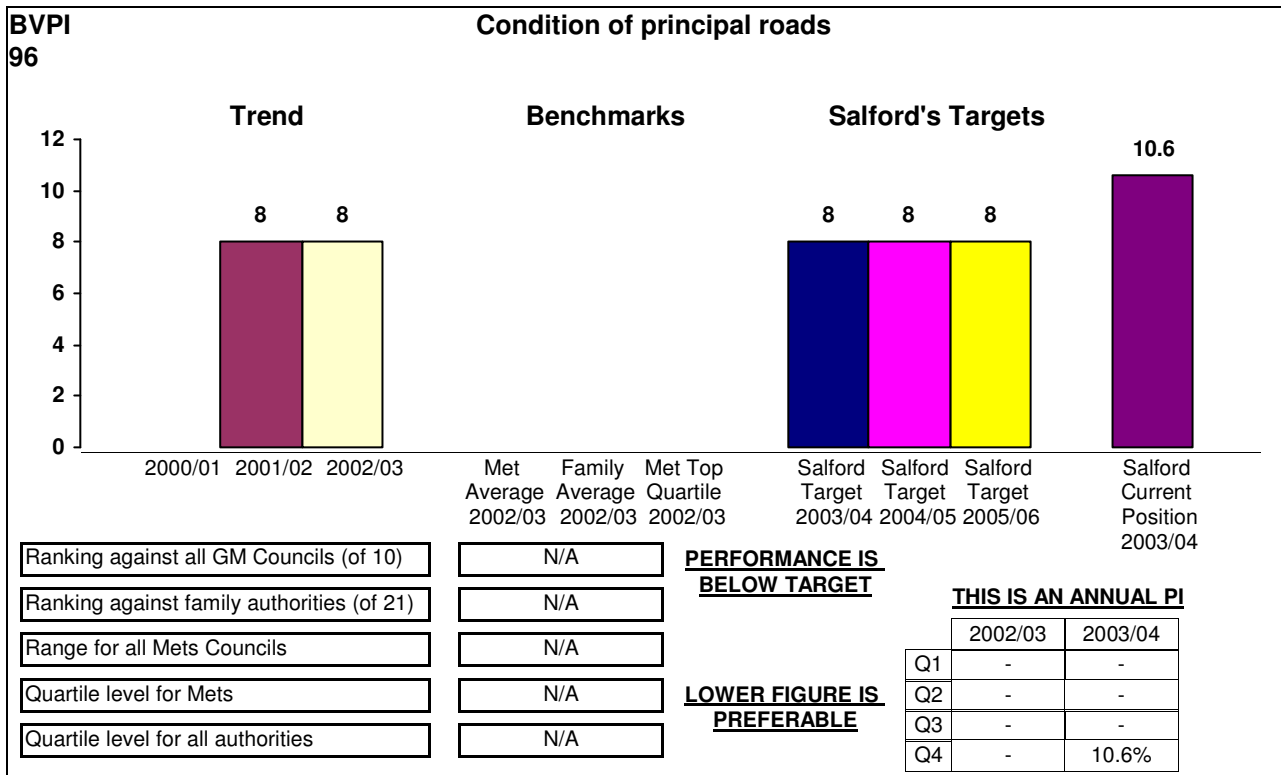 BVPI
96
Condition of principal roads
Trend
Benchmarks
Salford's Targets
12
10
8
6
4
2
0
8
8
8
8
8
10.6
2000/01
2001/02
2002/03
Met
Average
2002/03
Family
Average
2002/03
Met Top
Quartile
2002/03
Salford
Target
2003/04
Salford
Target
2004/05
Salford
Target
2005/06
Salford
Current
Position
2003/04
Ranking against all GM Councils (of 10)
N/A
Ranking against family authorities (of 21)
N/A
Range for all Mets Councils
N/A
Quartile level for Mets
N/A
Quartile level for all authorities
N/A
PERFORMANCE IS
BELOW TARGET
LOWER FIGURE IS
PREFERABLE
THIS IS AN ANNUAL PI
2002/03 2003/04
Q1 - -
Q2 - -
Q3 - -
Q4 - 10.6%